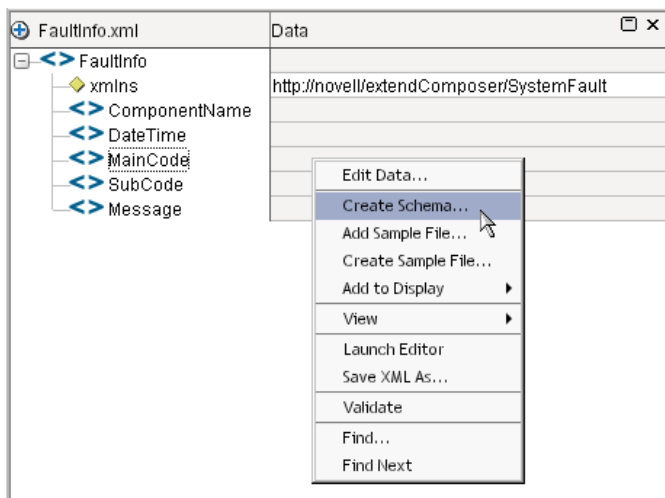 FaultInfo.xml Data
FaultInfo
xmlns http://novell/extendComposer/SystemFault
ComponentName
DateTime
MainCode
SubCode
Message
Edit Data...
Create Schema...
Add Sample File...
Create Sample File...
Add to Display
View
Launch Editor
Save XML As...
Validate
Find...
Find Next